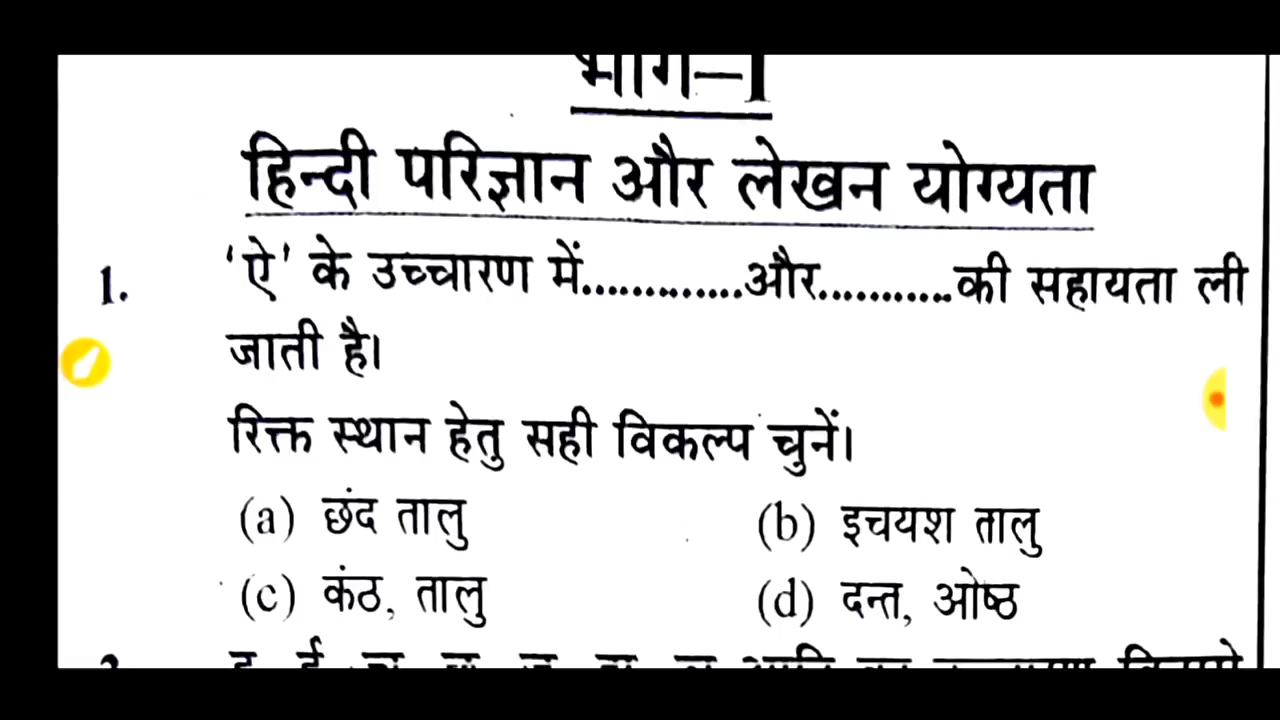 भाग–I
हिन्दी परिज्ञान और लेखन योग्यता
1. 'ऐ' के उच्चारण में.............और............की सहायता ली
जाती है।
रिक्त स्थान हेतु सही विकल्प चुनें।
(a) छंद तालु (b) इचयश तालु
(c) कंठ, तालु (d) दन्त, ओष्ठ